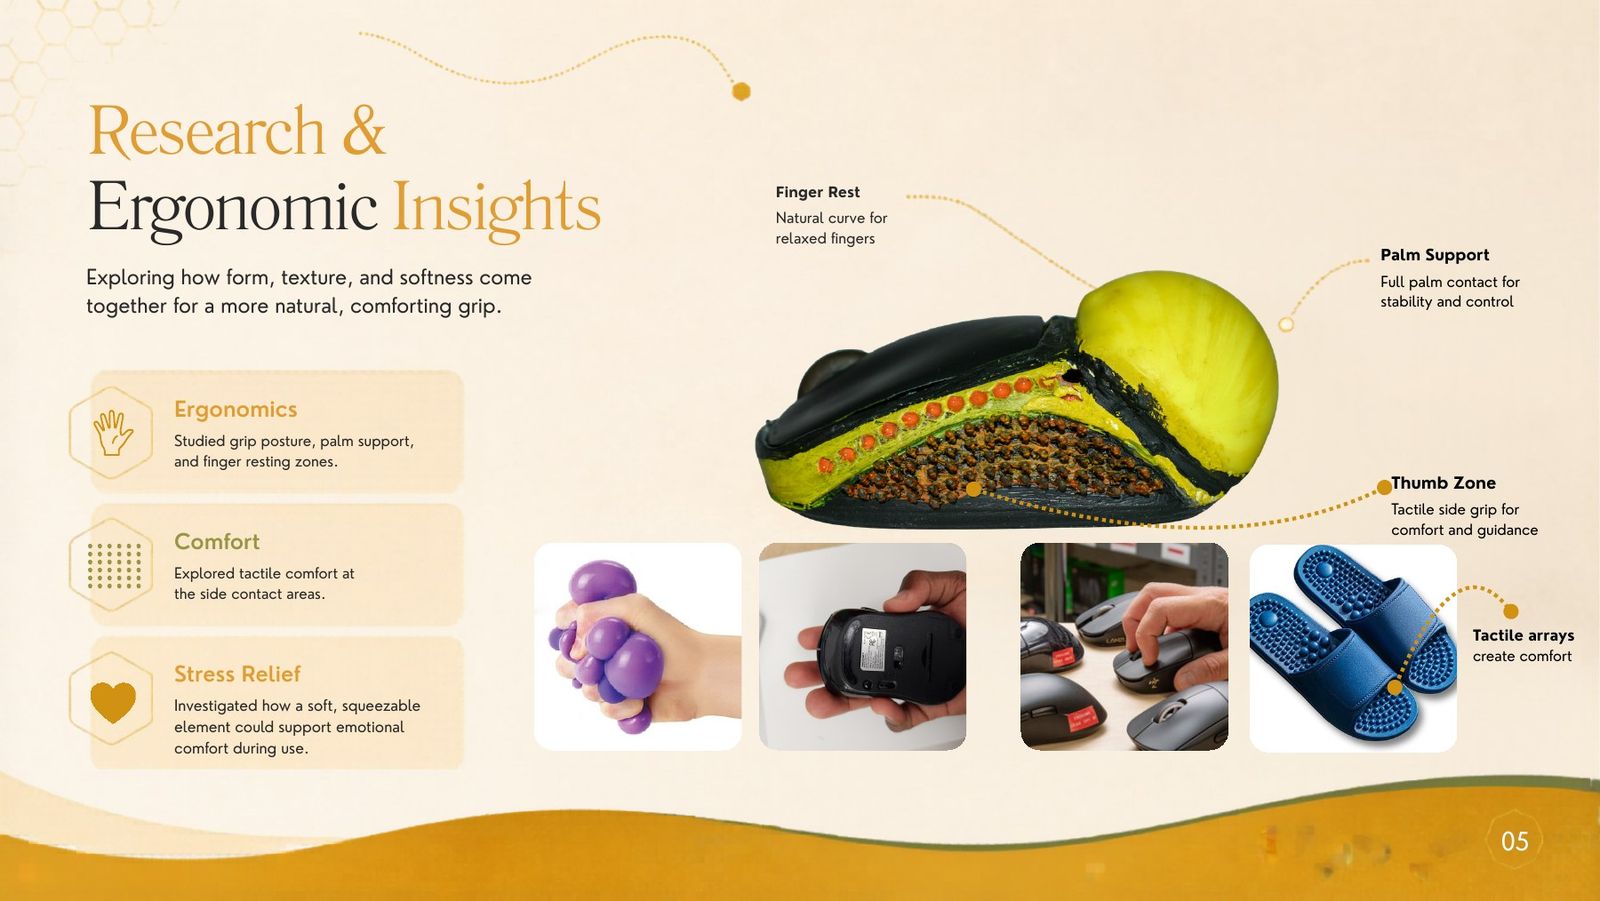 Research &
Ergonomic Insights
Exploring how form, texture, and softness come
together for a more natural, comforting grip.
Ergonomics
Studied grip posture, palm support,
and finger resting zones.
Comfort
Explored tactile comfort at
the side contact areas.
Stress Relief
Investigated how a soft, squeezable
element could support emotional
comfort during use.
Finger Rest
Natural curve for
relaxed fingers
Palm Support
Full palm contact for
stability and control
Thumb Zone
Tactile side grip for
comfort and guidance
Tactile arrays
create comfort
05